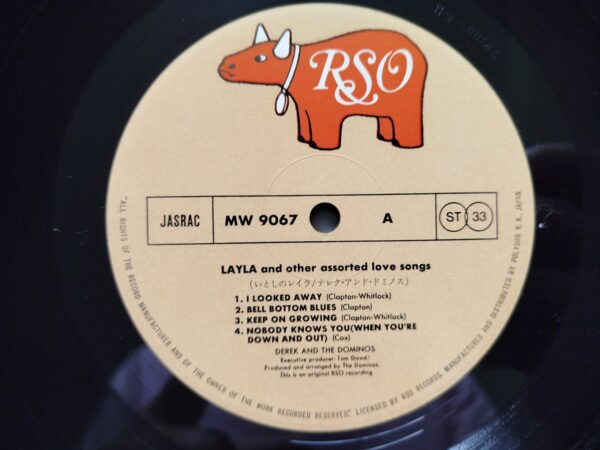 RSO
JASRAC
MW 9067
A
ST 33
LAYLA and other assorted love songs
(いとしのレイラ/デレク・アンド・ドミノス)
1. I LOOKED AWAY (Clapton-Whitlock)
2. BELL BOTTOM BLUES (Clapton)
3. KEEP ON GROWING (Clapton-Whitlock)
4. NOBODY KNOWS YOU(WHEN YOU'RE
DOWN AND OUT) (Cox)
DEREK AND THE DOMINOS
Executive producer: Tom Dowd/
Produced and arranged by The Dominos.
This is an original RSO recording
"ALL RIGHTS OF THE RECORD MANUFACTURER AND OF THE OWNER OF THE WORK RECORDED RESERVED." LICENSED BY RSO RECORDS. MANUFACTURED AND DISTRIBUTED BY POLYDOR K. K., JAPAN.